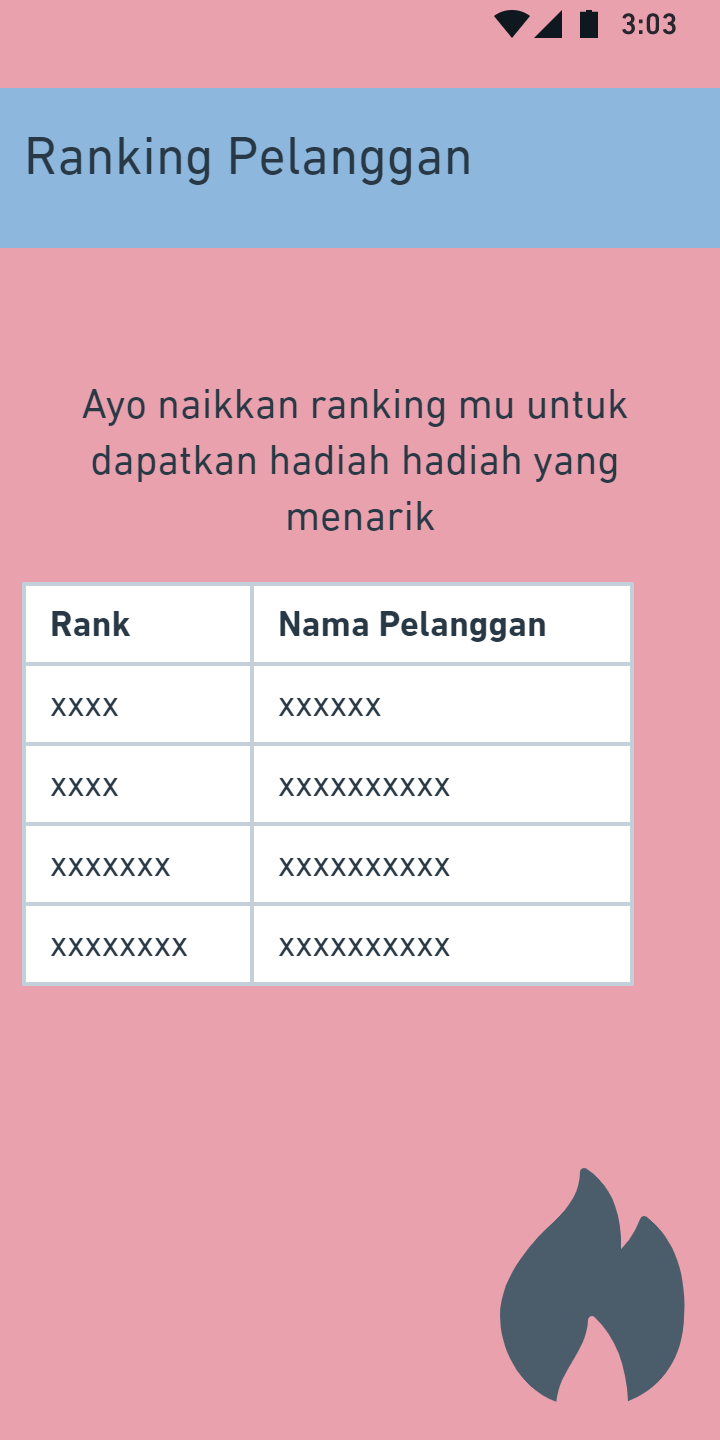 3:03
Ranking Pelanggan
Ayo naikkan ranking mu untuk
dapatkan hadiah hadiah yang
menarik
Rank Nama Pelanggan
xxxx xxxxxx
xxxx xxxxxxxxxx
xxxxxxx xxxxxxxxxx
xxxxxxxx xxxxxxxxxx